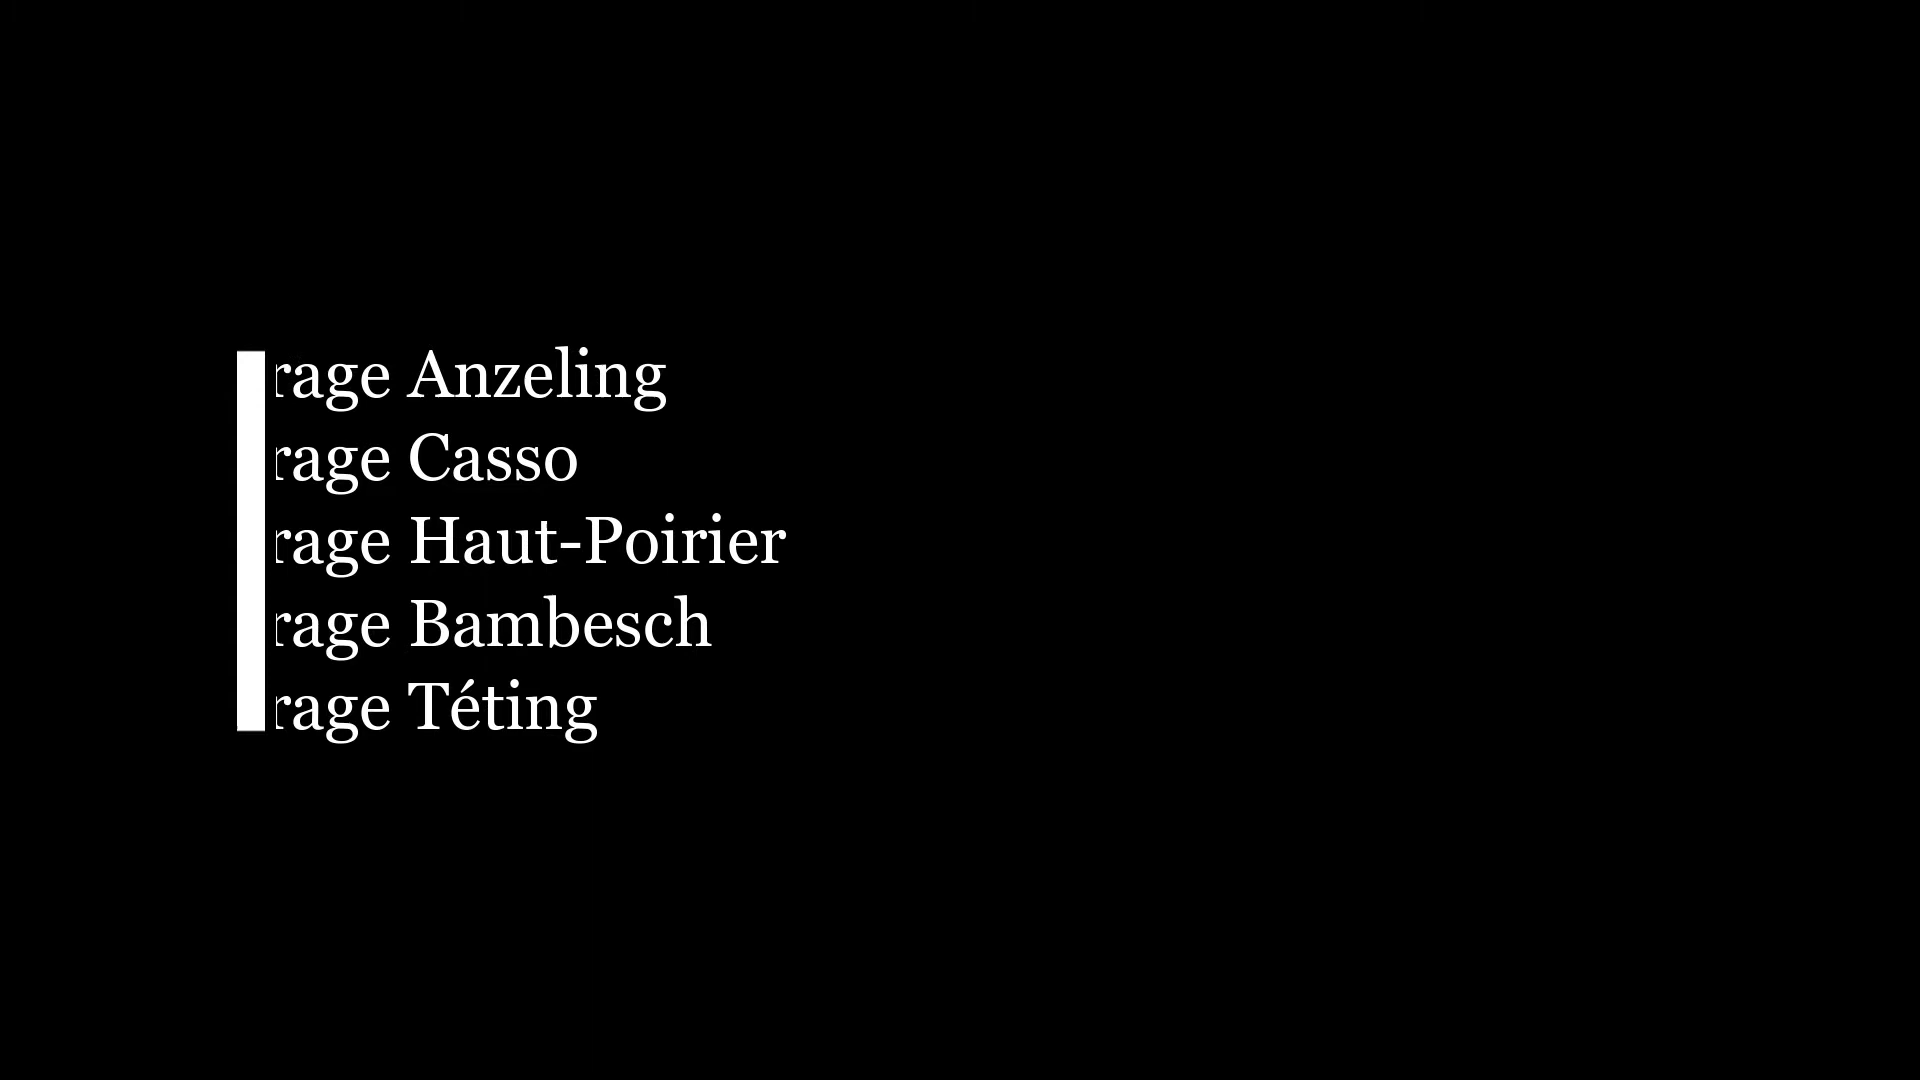 rage Anzeling
rage Casso
rage Haut-Poirier
rage Bambesch
rage Téting